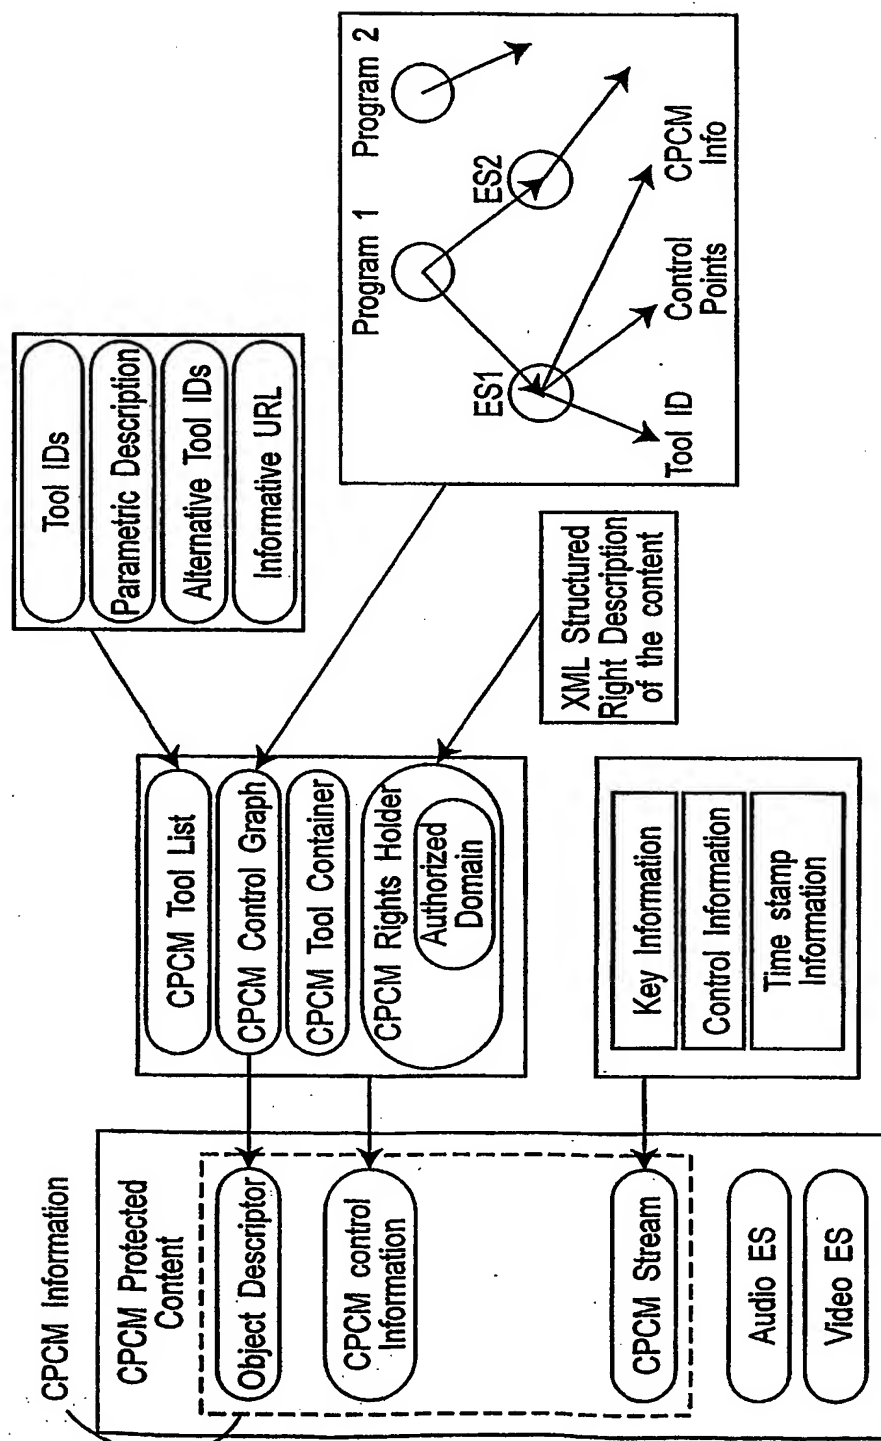 CPCM Information
CPCM Protected
Content
Object Descriptor
CPCM control
Information
CPCM Stream
Audio ES
Video ES
CPCM Tool List
CPCM Control Graph
CPCM Tool Container
CPCM Rights Holder
Authorized
Domain
Key Information
Control Information
Time stamp
Information
Tool IDs
Parametric Description
Alternative Tool IDs
Informative URL
XML Structured
Right Description
of the content
Program 1
Program 2
ES1
ES2
Tool ID
Control
Points
CPCM
Info